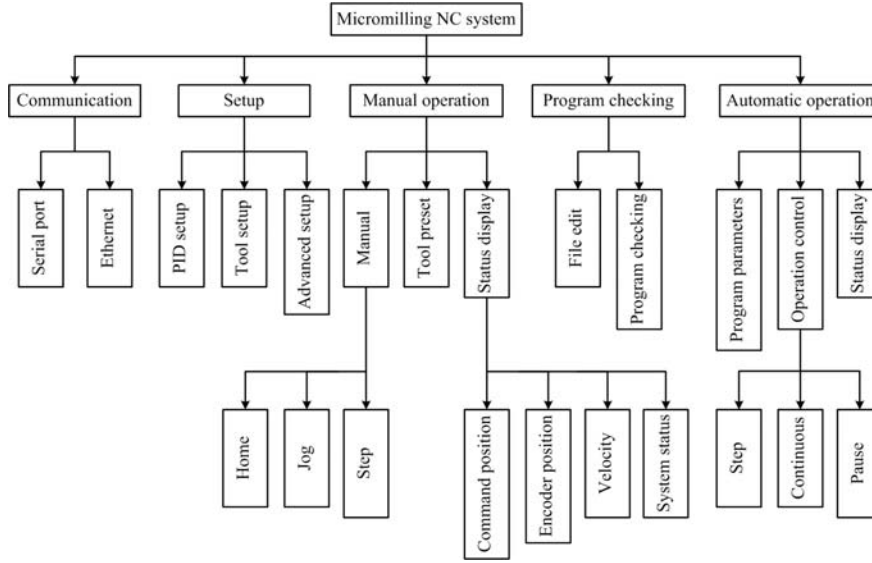 Micromilling NC system
Communication
Setup
Manual operation
Program checking
Automatic operation
Serial port
Ethernet
PID setup
Tool setup
Advanced setup
Manual
Tool preset
Status display
File edit
Program checking
Program parameters
Operation control
Status display
Home
Jog
Step
Command position
Encoder position
Velocity
System status
Step
Continuous
Pause